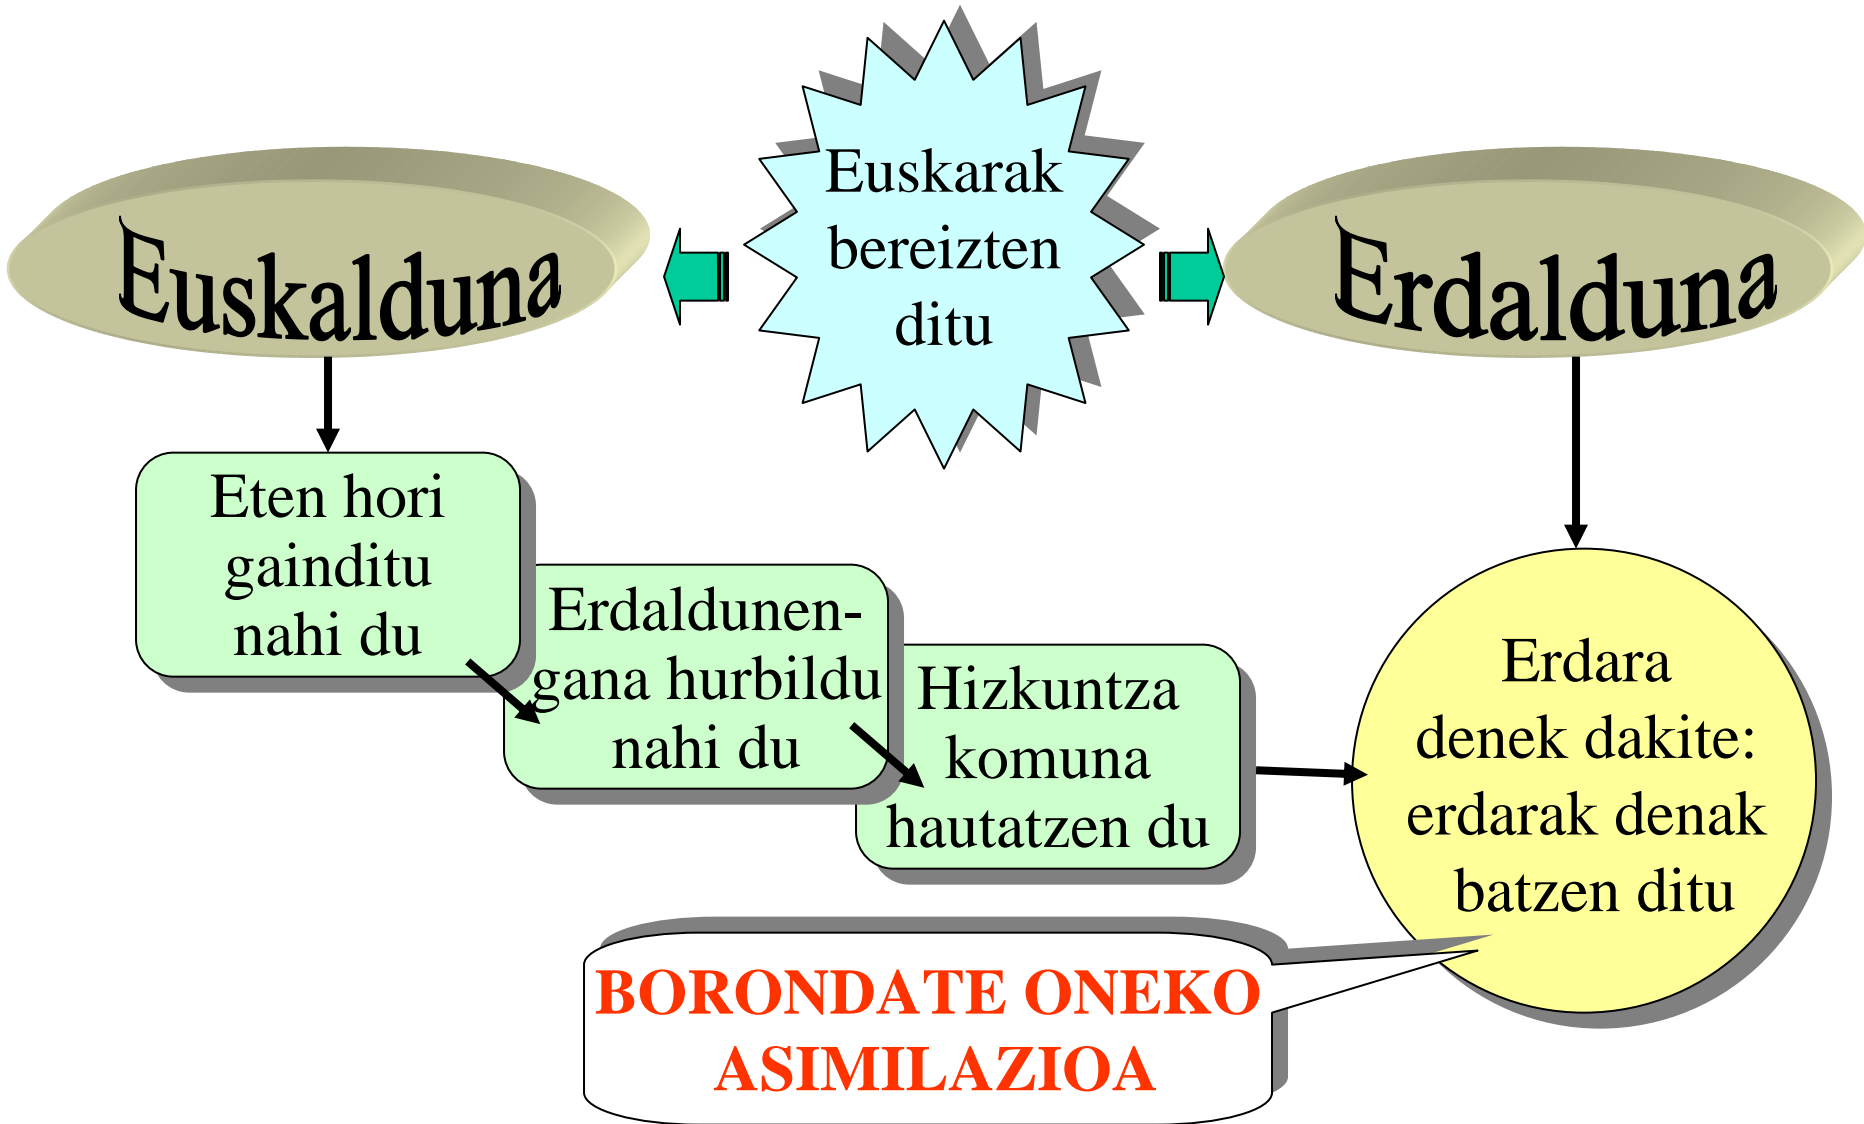 Euskarak
bereizten
ditu
Euskalduna
Erdalduna
Eten hori
gainditu
nahi du
Erdaldunen-
gana hurbildu
nahi du
Hizkuntza
komuna
hautatzen du
Erdara
denek dakite:
erdarak denak
batzen ditu
BORONDATE ONEKO
ASIMILAZIOA